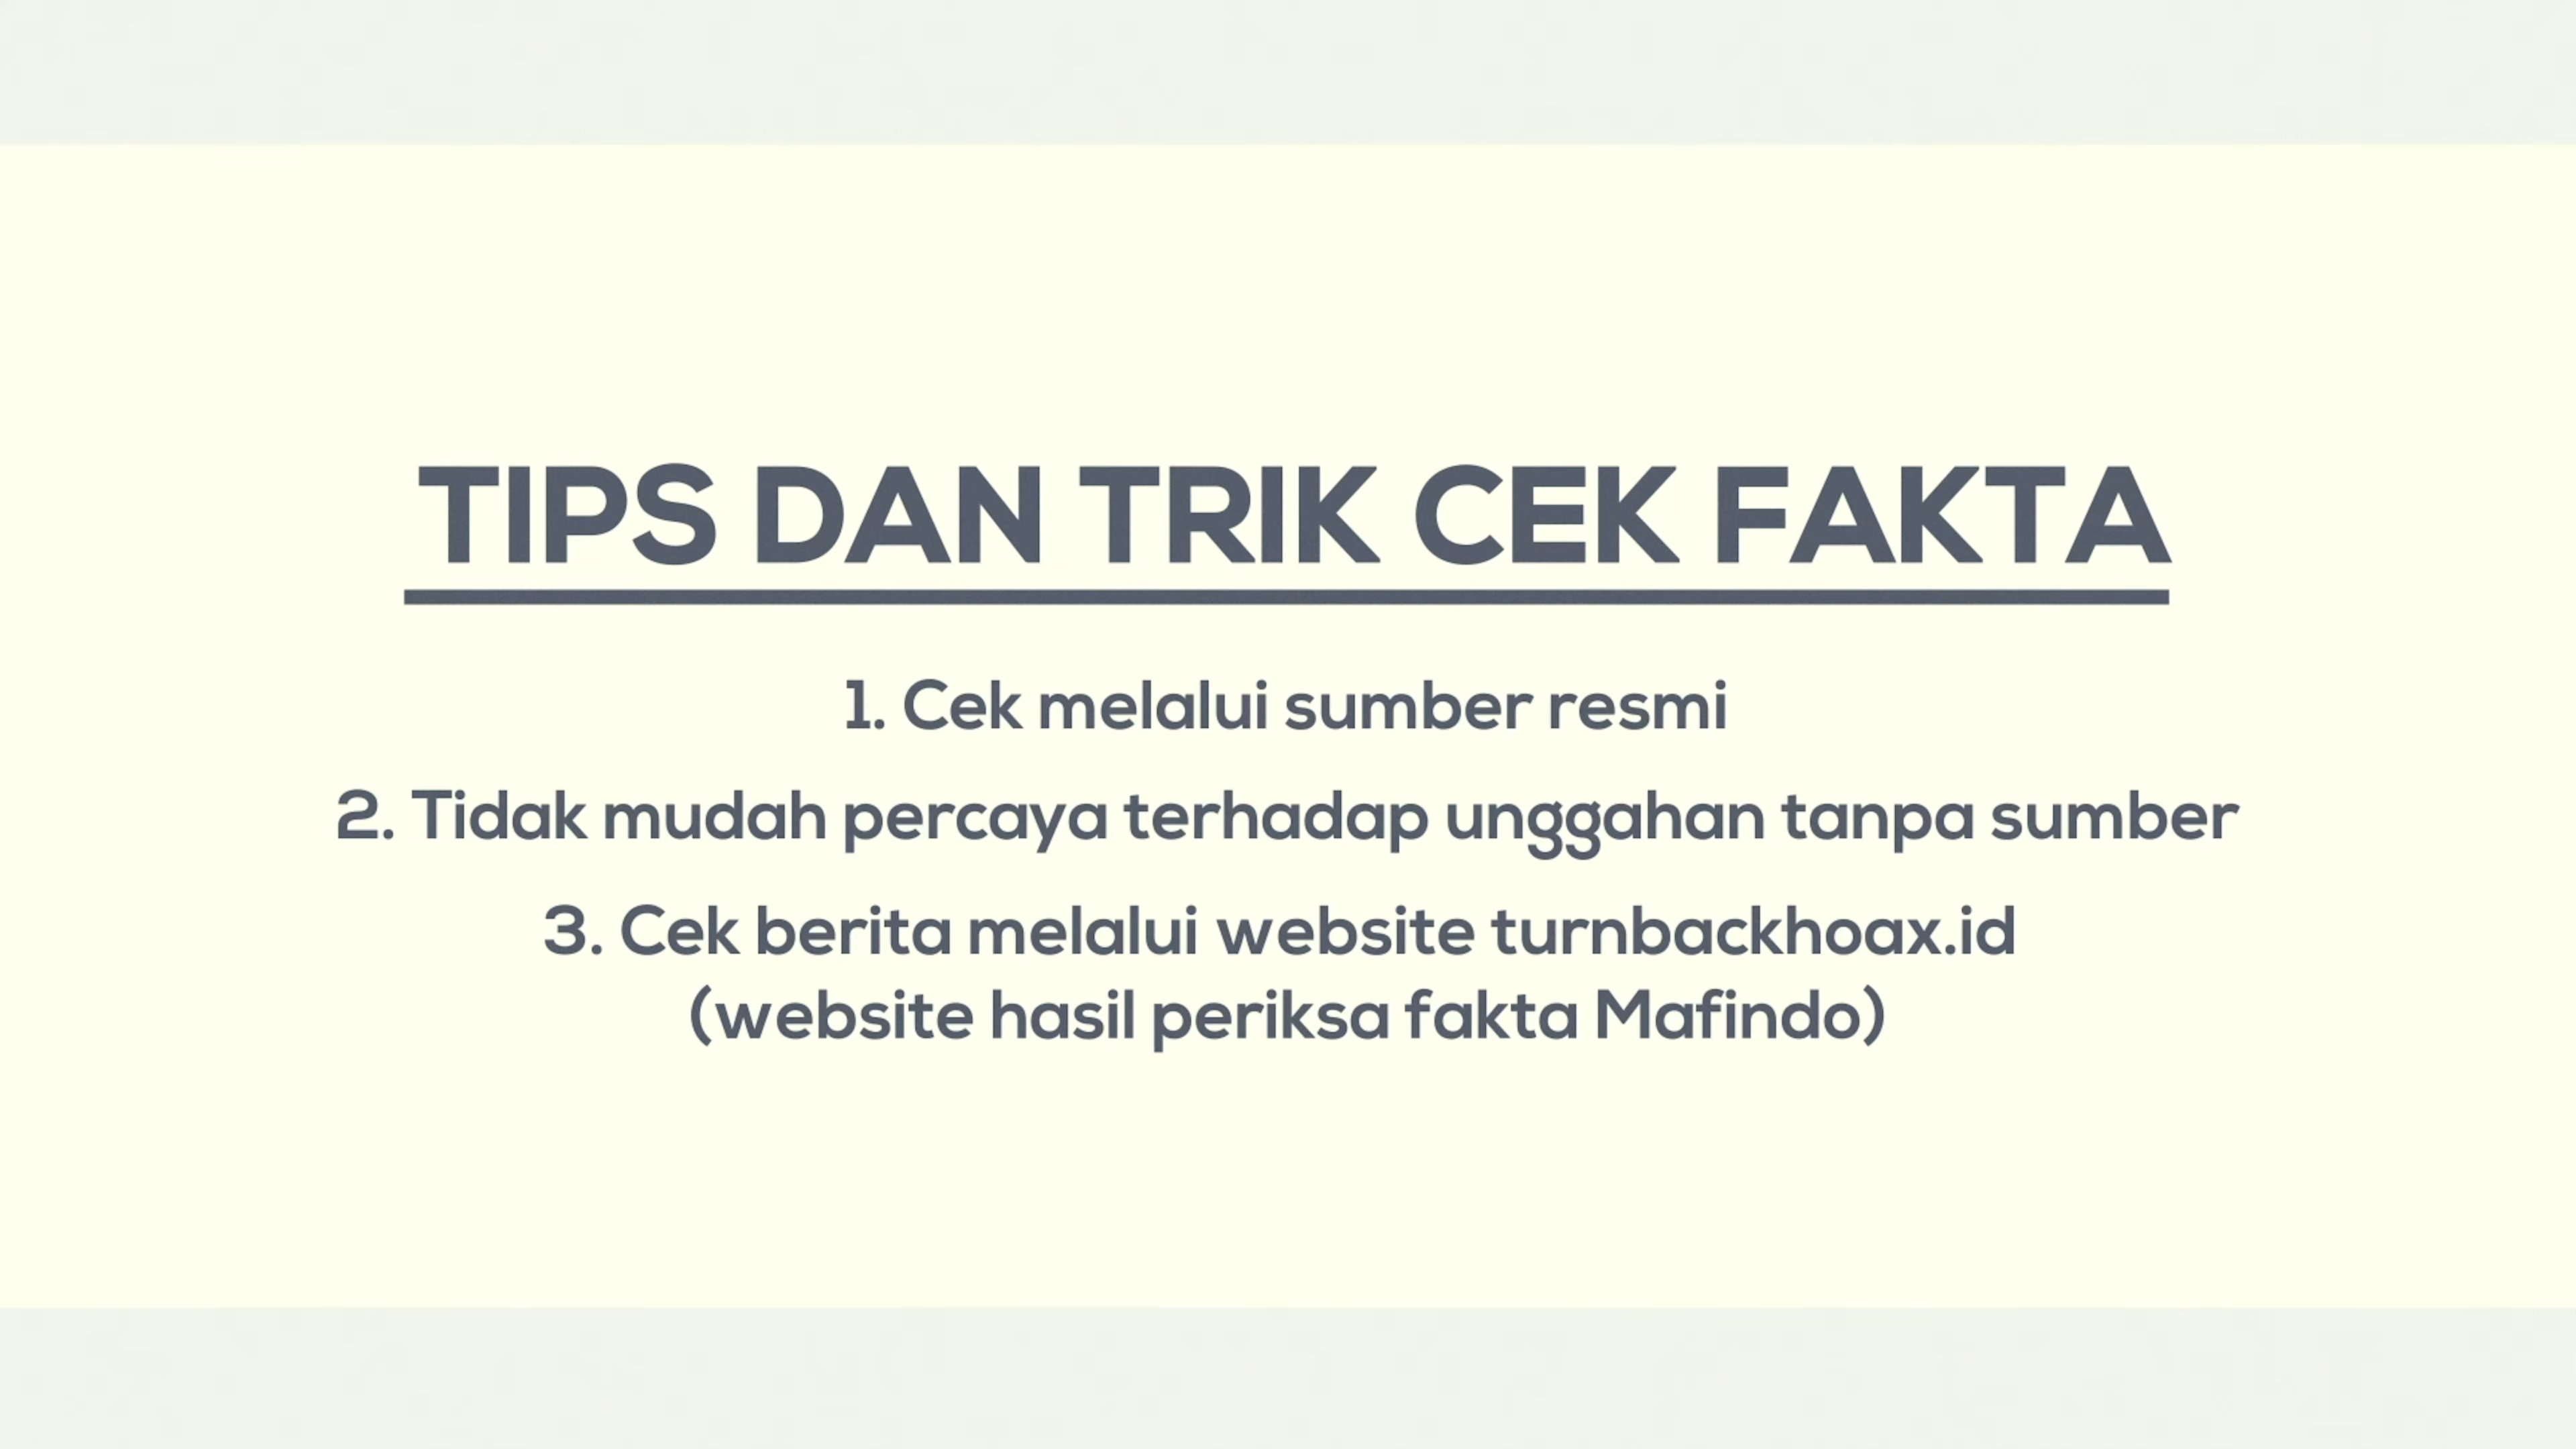 TIPS DAN TRIK CEK FAKTA
1. Cek melalui sumber resmi
2. Tidak mudah percaya terhadap unggahan tanpa sumber
3. Cek berita melalui website turnbackhoax.id
(website hasil periksa fakta Mafindo)